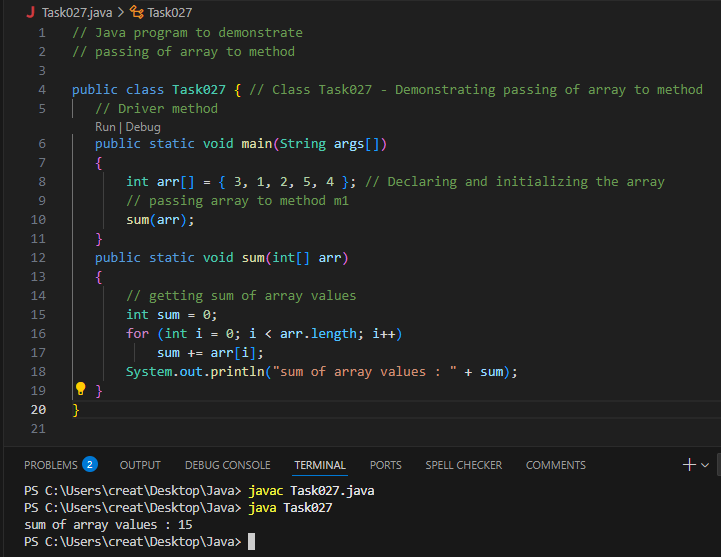 J Task027.java > Task027
1 // Java program to demonstrate
2 // passing of array to method
3
4 public class Task027 { // Class Task027 - Demonstrating passing of array to method
5 // Driver method
Run | Debug
6 public static void main(String args[])
7 {
8 int arr[] = { 3, 1, 2, 5, 4 }; // Declaring and initializing the array
9 // passing array to method m1
10 sum(arr);
11 }
12 public static void sum(int[] arr)
13 {
14 // getting sum of array values
15 int sum = 0;
16 for (int i = 0; i < arr.length; i++)
17 sum += arr[i];
18 System.out.println("sum of array values : " + sum);
19 }
20 }
21
PROBLEMS 2 OUTPUT DEBUG CONSOLE TERMINAL PORTS SPELL CHECKER COMMENTS
PS C:\Users\creat\Desktop\Java> javac Task027.java
PS C:\Users\creat\Desktop\Java> java Task027
sum of array values : 15
PS C:\Users\creat\Desktop\Java>